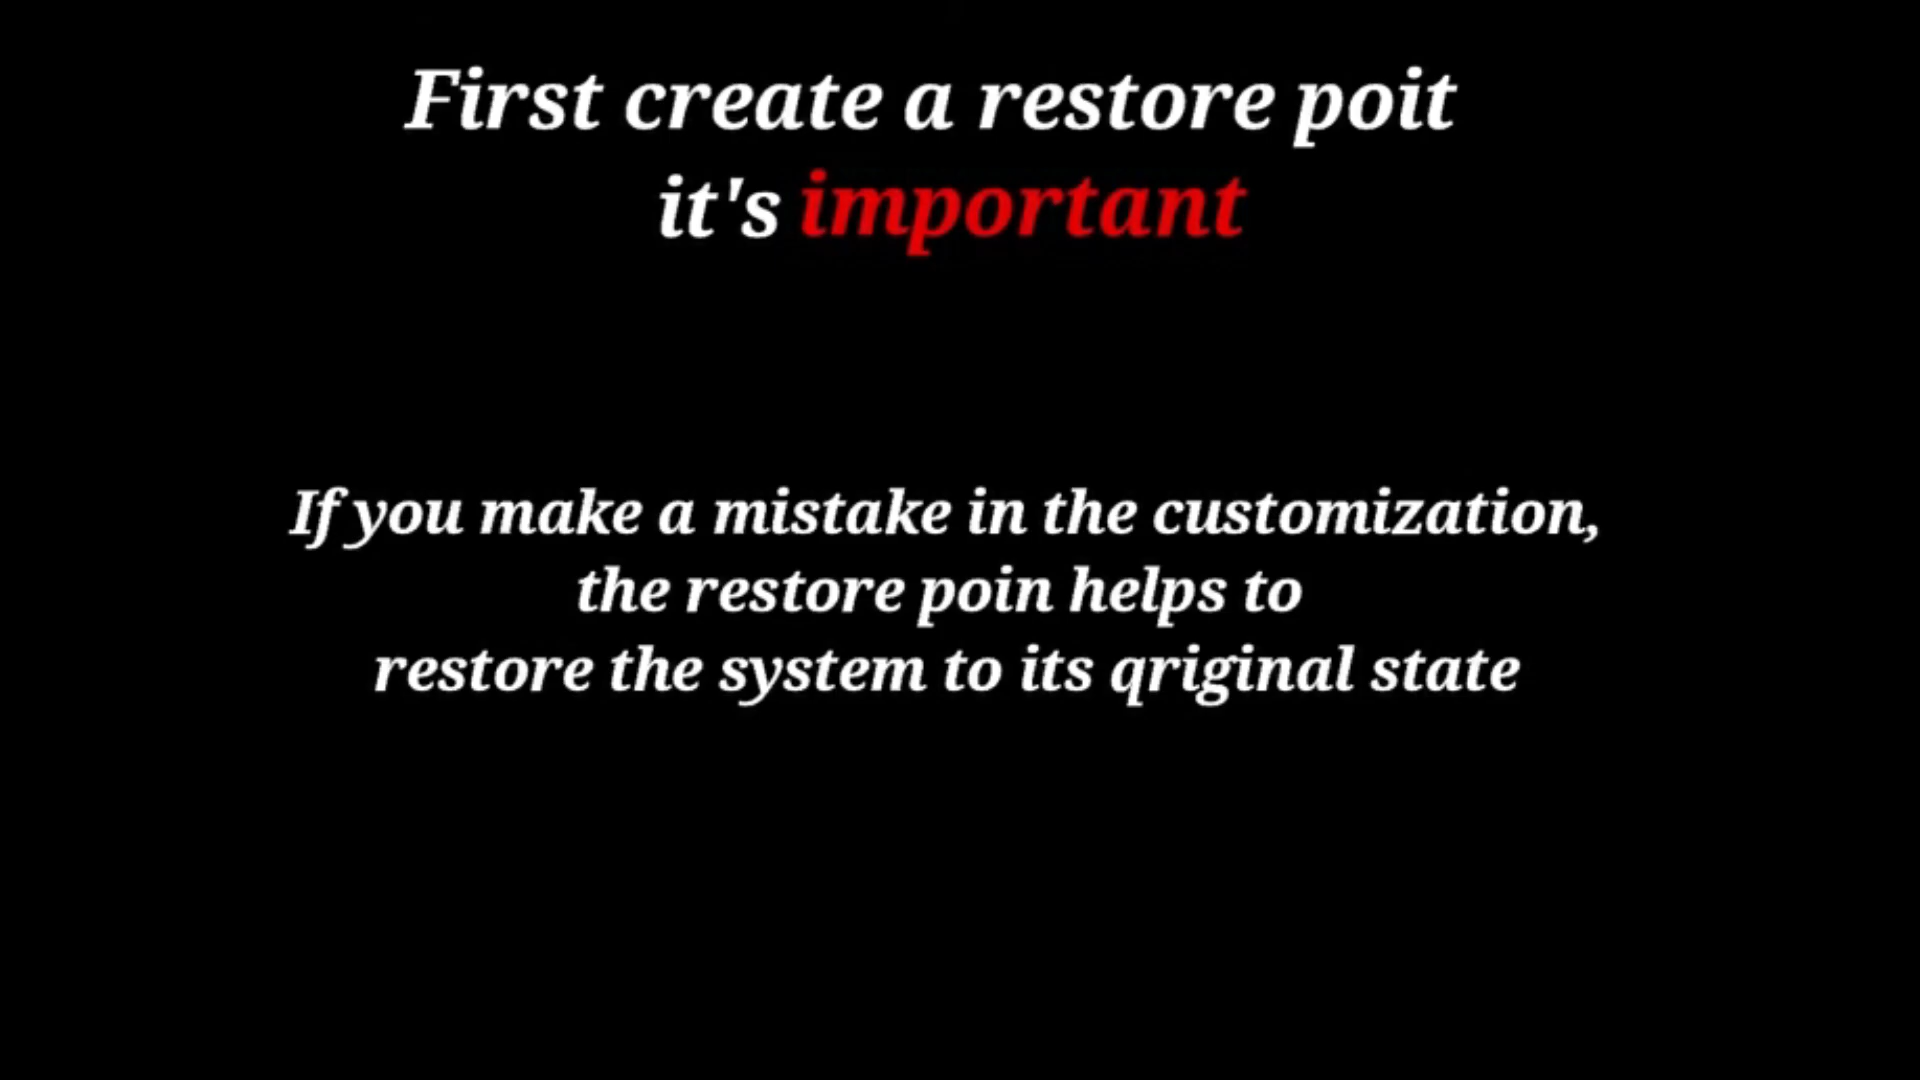 First create a restore poit
it's important
If you make a mistake in the customization,
the restore poin helps to
restore the system to its qriginal state